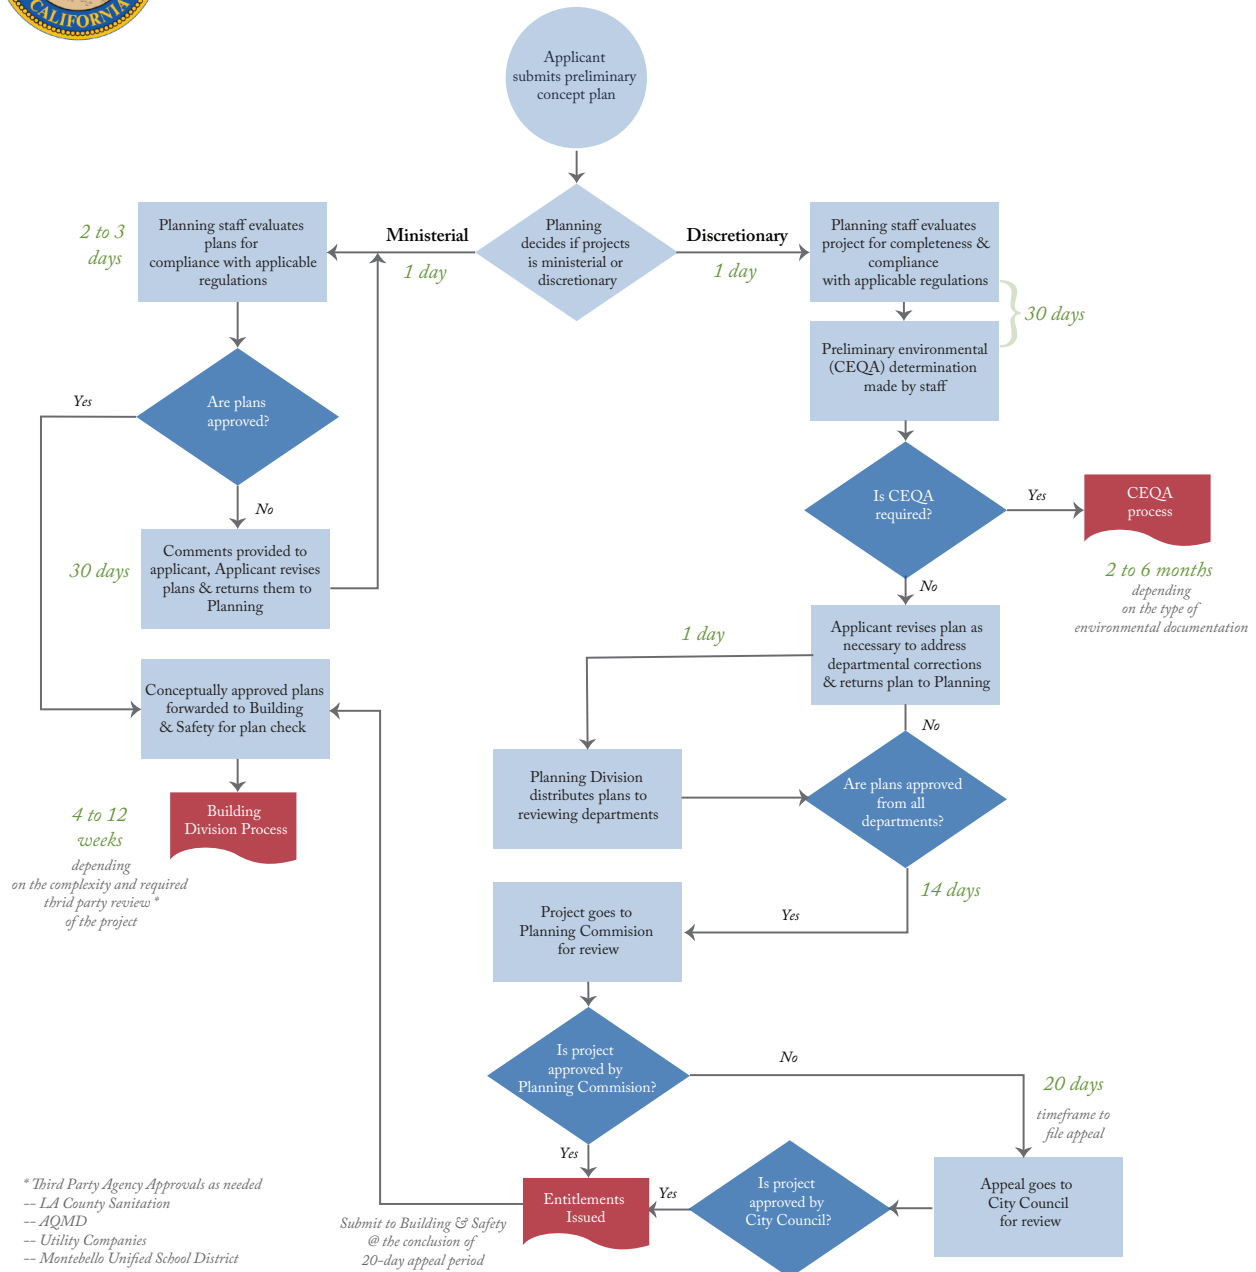 CALIFORNIA
Applicant
submits preliminary
concept plan
Planning
decides if projects
is ministerial or
discretionary
Ministerial
1 day
Discretionary
1 day
2 to 3
days
Planning staff evaluates
plans for
compliance with applicable
regulations
Are plans
approved?
Yes
No
30 days
Comments provided to
applicant, Applicant revises
plans & returns them to
Planning
Conceptually approved plans
forwarded to Building
& Safety for plan check
Building
Division Process
4 to 12
weeks
depending
on the complexity and required
thrid party review *
of the project
Planning staff evaluates
project for completeness &
compliance
with applicable regulations
30 days
Preliminary environmental
(CEQA) determination
made by staff
Is CEQA
required?
Yes
CEQA
process
2 to 6 months
depending
on the type of
environmental documentation
No
Applicant revises plan as
necessary to address
departmental corrections
& returns plan to Planning
1 day
No
Planning Division
distributes plans to
reviewing departments
Are plans approved
from all
departments?
14 days
Yes
Project goes to
Planning Commision
for review
Is project
approved by
Planning Commision?
No
20 days
timeframe to
file appeal
Yes
Appeal goes to
City Council
for review
Is project
approved by
City Council?
Yes
Entitlements
Issued
Submit to Building & Safety
@ the conclusion of
20-day appeal period
* Third Party Agency Approvals as needed
-- LA County Sanitation
-- AQMD
-- Utility Companies
-- Montebello Unified School District